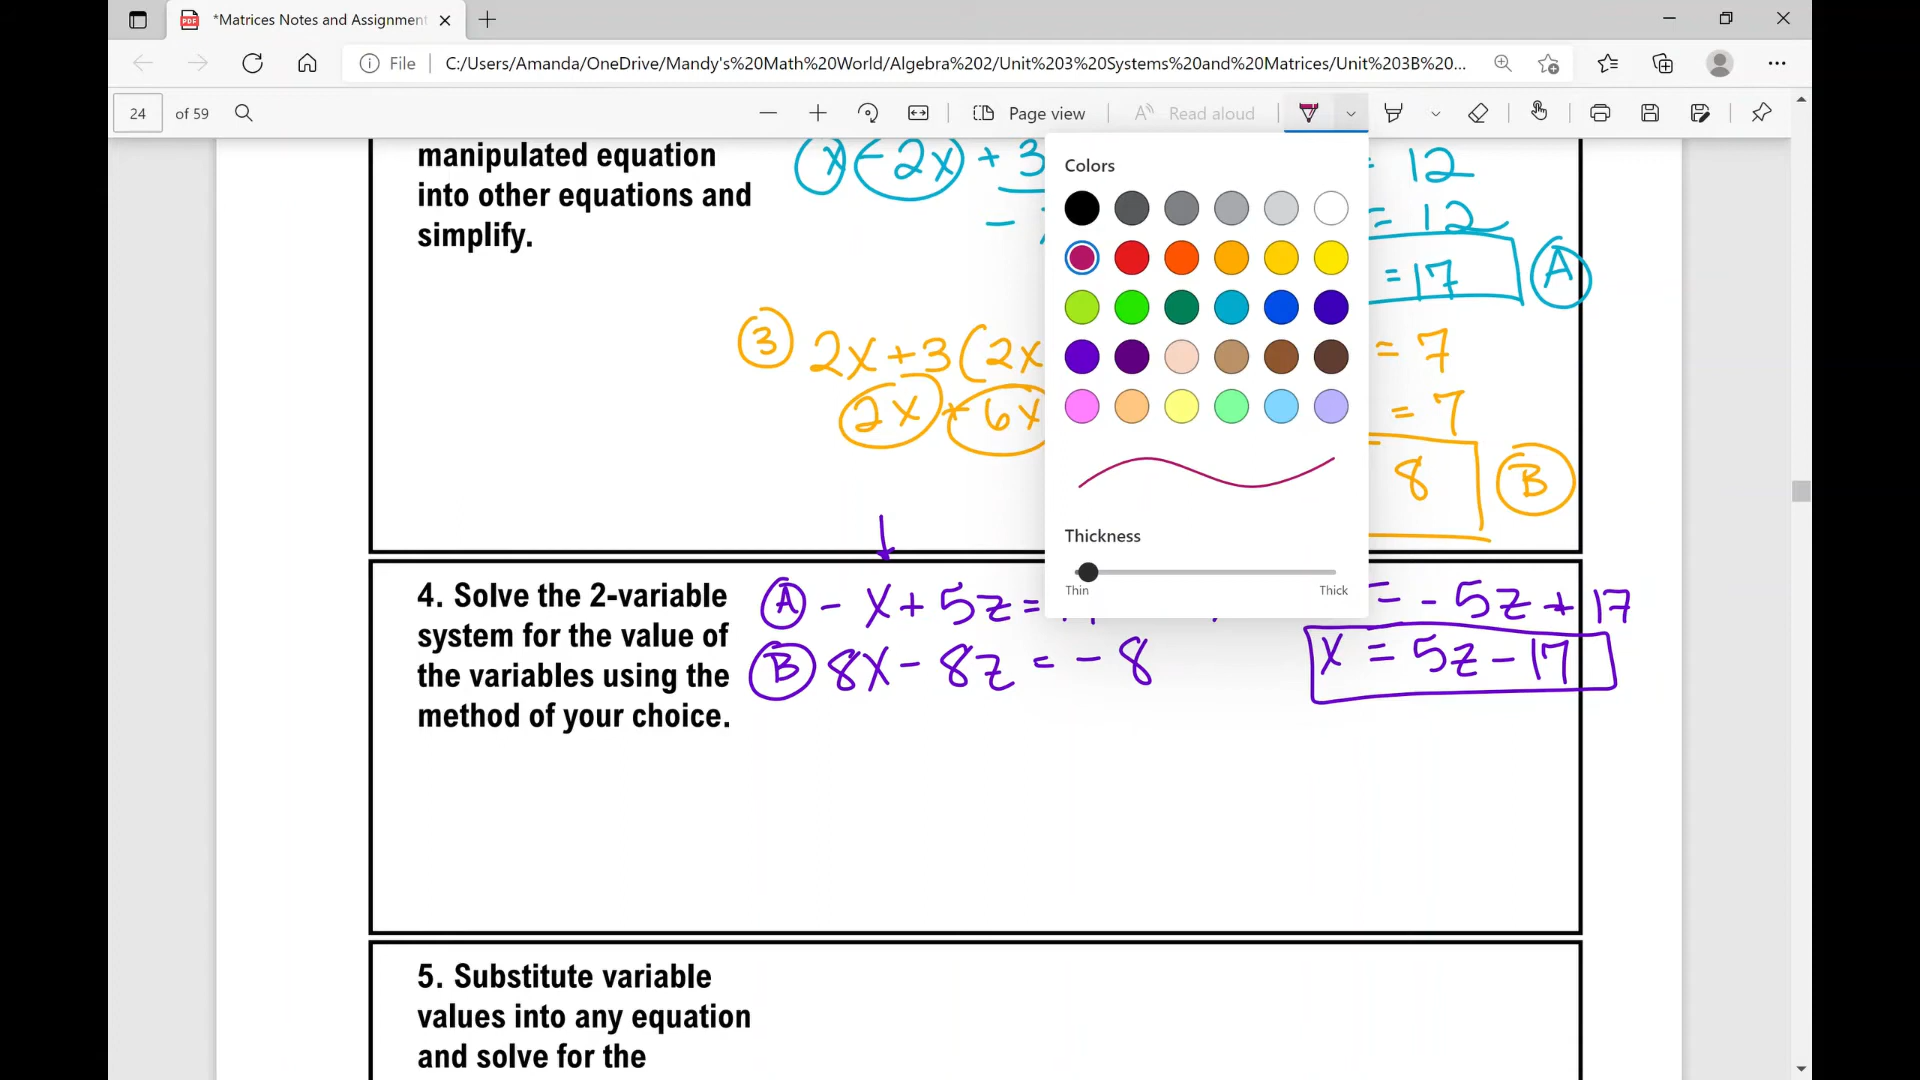 *Matrices Notes and Assignment
File C:/Users/Amanda/OneDrive/Mandy's%20Math%20World/Algebra%202/Unit%203%20Systems%20and%20Matrices/Unit%203B%20...
24 of 59 Page view Read aloud
manipulated equation
into other equations and
simplify.
x - 2x + 3 = 12
= 12
= 17 A
3 2x + 3(2x = 7
2x + 6x = 7
8 B
Colors
Thickness
Thin Thick
4. Solve the 2-variable
system for the value of
the variables using the
method of your choice.
A - x + 5z = = - 5z + 17
B 8x - 8z = - 8 x = 5z - 17
5. Substitute variable
values into any equation
and solve for the